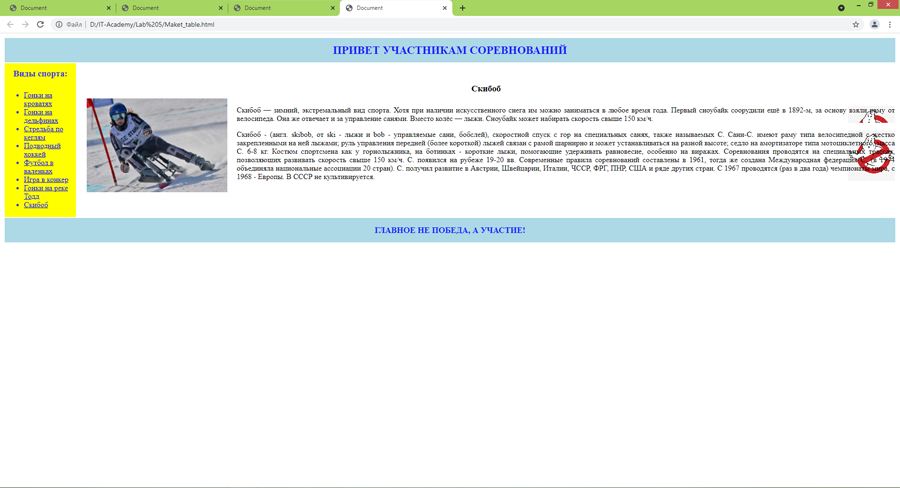 Document
Document
Document
Document
Файл D:/IT-Academy/Lab%205/Maket_table.html
ПРИВЕТ УЧАСТНИКАМ СОРЕВНОВАНИЙ
Виды спорта:
Гонки на
кроватях
Гонки на
дельфинах
Стрельба по
кеглям
Подводный
хоккей
Футбол в
валенках
Игра в конкер
Гонки на реке
Тодд
Скибоб
Скибоб
Скибоб — зимний, экстремальный вид спорта. Хотя при наличии искусственного снега им можно заниматься в любое время года. Первый сноубайк соорудили ешё в 1892-м, за основу взяли раму от
велосипеда. Она же отвечает и за управление санями. Вместо колёс — лыжи. Сноубайк может набирать скорость свыше 150 км/ч.
Скибоб - (англ. skibob, от ski - лыжи и bob - управляемые сани, бобслей), скоростной спуск с гор на специальных санях, также называемых С. Сани-С. имеют раму типа велосипедной с жестко
закрепленными на ней лыжами; руль управления передней (более короткой) лыжей связан с рамой шарнирно и может устанавливаться на разной высоте; седло на амортизаторе типа мотоциклетного. Масса
С. 6-8 кг. Костюм спортсмена как у горнолыжника, на ботинках - короткие лыжи, помогающие удерживать равновесие, особенно на виражах. Соревнования проводятся на специальных трассах,
позволяющих развивать скорость свыше 150 км/ч. С. появился на рубеже 19-20 вв. Современные правила соревнований составлены в 1961, тогда же создана Международная федерация
объединяла национальные ассоциации 20 стран). С. получил развитие в Австрии, Швейцарии, Италии, ЧССР, ФРГ, ПНР, США и ряде других стран. С 1967 проводятся (раз в два года) чемпионаты мира, с
1968 - Европы. В СССР не культивируется.
ГЛАВНОЕ НЕ ПОБЕДА, А УЧАСТИЕ!